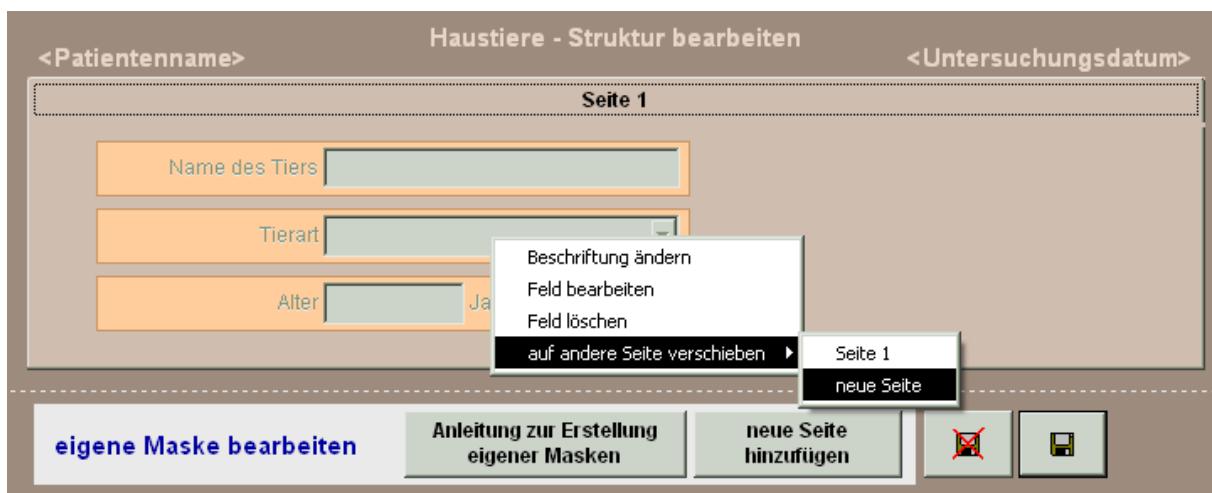 Haustiere - Struktur bearbeiten
<Patientenname>
<Untersuchungsdatum>
Seite 1
Name des Tiers
Tierart
Alter
Beschriftung ändern
Feld bearbeiten
Feld löschen
auf andere Seite verschieben
Seite 1
neue Seite
eigene Maske bearbeiten
Anleitung zur Erstellung
eigener Masken
neue Seite
hinzufügen